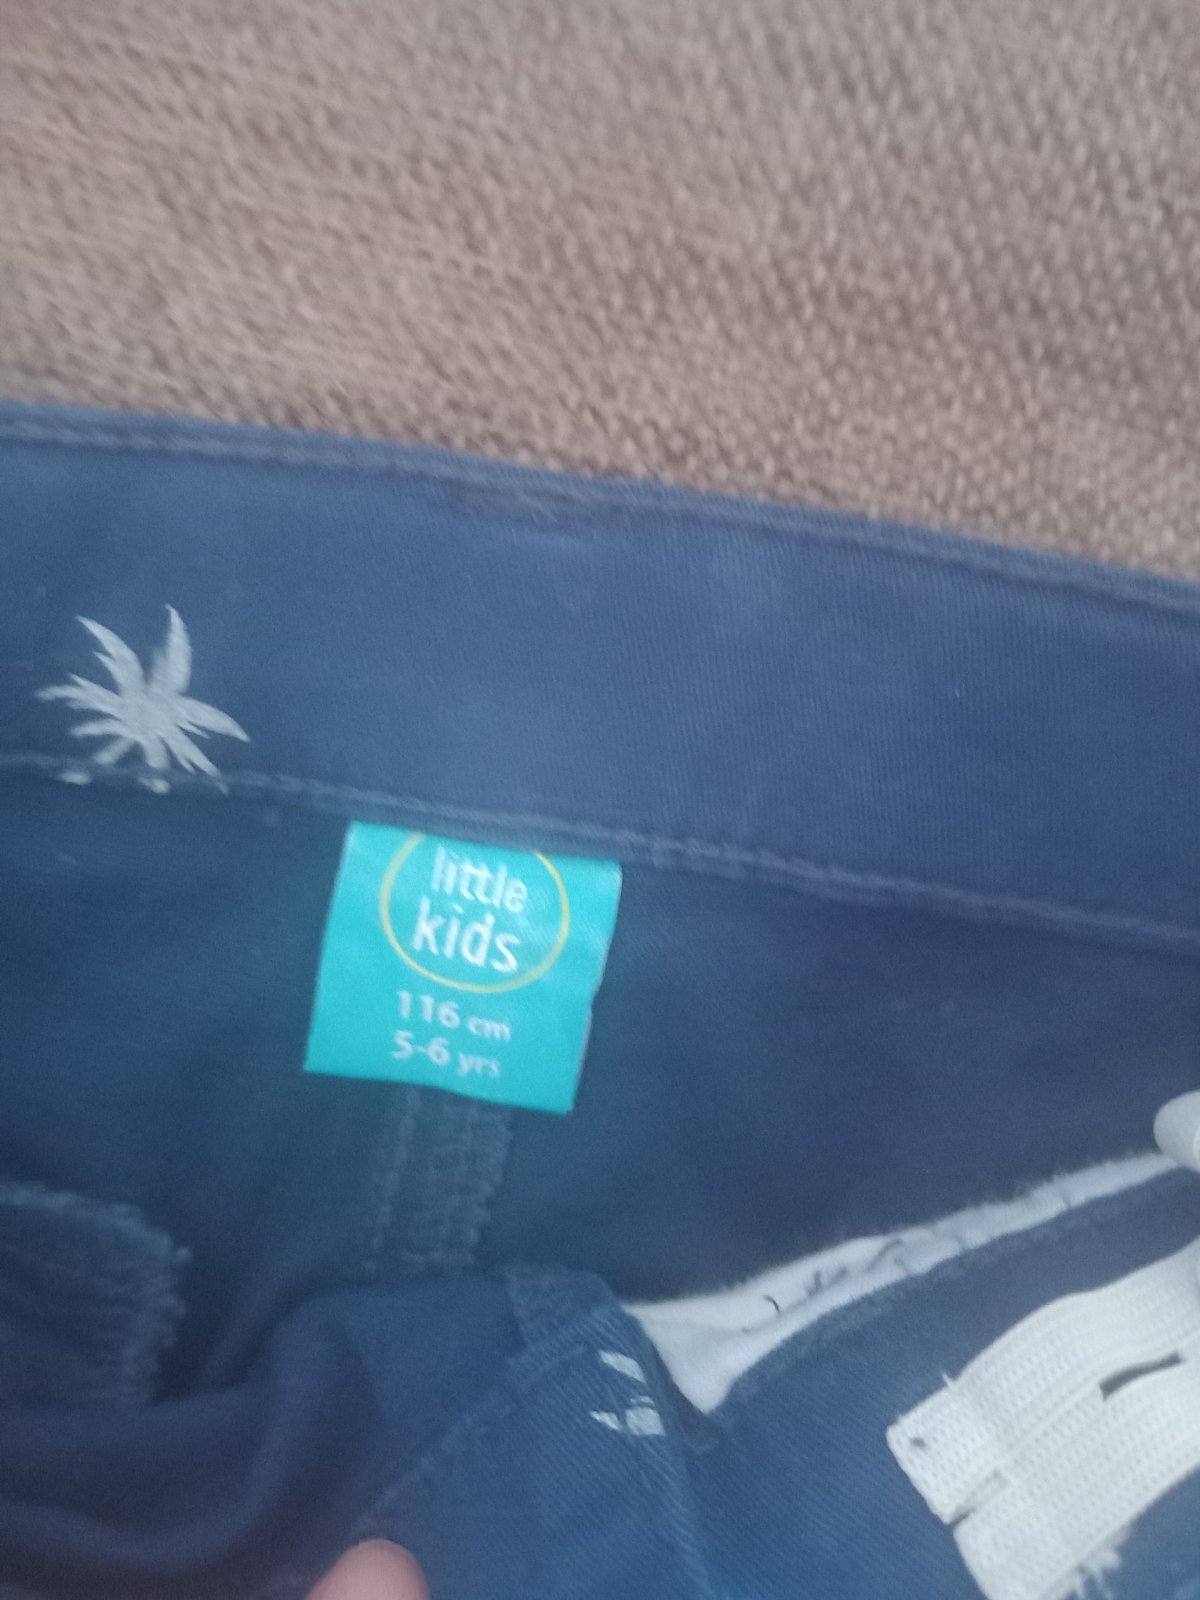 little
kids
116 cm
5-6 yrs